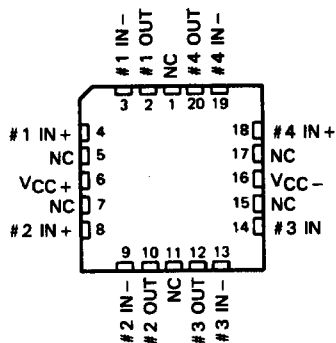 #1 IN-
#1 OUT
NC
#4 OUT
#4 IN-
3 2 1 20 19
#1 IN+ 4
NC 5
VCC+ 6
NC 7
#2 IN+ 8
18 #4 IN+
17 NC
16 VCC-
15 NC
14 #3 IN
9 10 11 12 13
#2 IN-
#2 OUT
NC
#3 OUT
#3 IN-